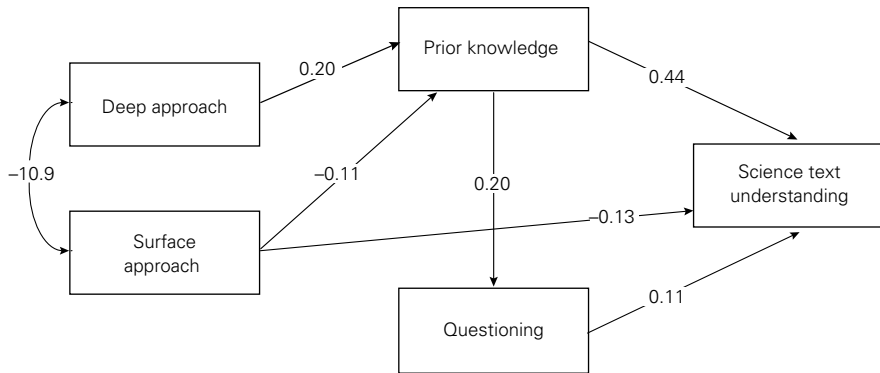 Prior knowledge
0.20
0.44
Deep approach
–10.9
–0.11
0.20
Science text
understanding
–0.13
Surface
approach
0.11
Questioning